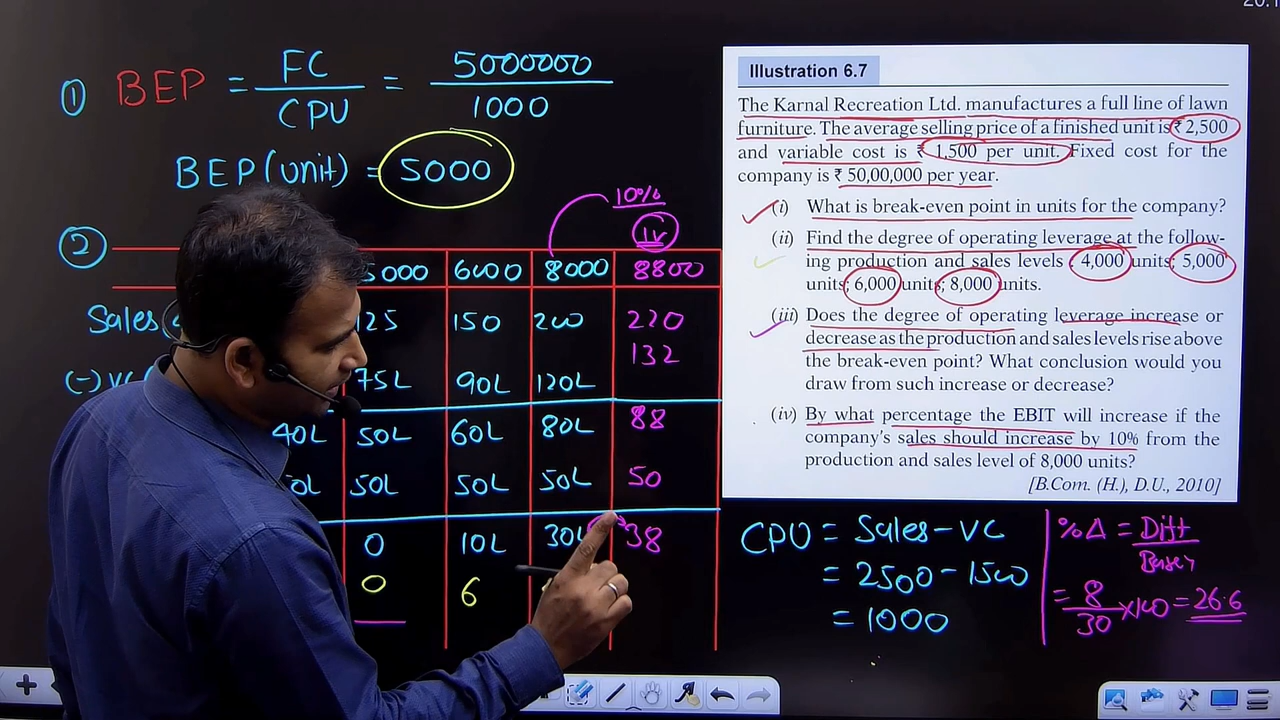 ① BEP = FC / CPU = 5000000 / 1000
BEP(Unit) = 5000
10%
②
5000 6000 8000 8800
iv
Sales 125 150 200 220
(-) VC 75L 90L 120L 132
40L 50L 60L 80L 88
50L 50L 50L 50
0 10L 30L 38
0 6
Illustration 6.7
The Karnal Recreation Ltd. manufactures a full line of lawn
furniture. The average selling price of a finished unit is ₹ 2,500
and variable cost is ₹ 1,500 per unit. Fixed cost for the
company is ₹ 50,00,000 per year.
(i) What is break-even point in units for the company?
(ii) Find the degree of operating leverage at the follow-
ing production and sales levels 4,000 units; 5,000
units; 6,000 units; 8,000 units.
(iii) Does the degree of operating leverage increase or
decrease as the production and sales levels rise above
the break-even point? What conclusion would you
draw from such increase or decrease?
(iv) By what percentage the EBIT will increase if the
company's sales should increase by 10% from the
production and sales level of 8,000 units?
[B.Com. (H.), D.U., 2010]
CPU = Sales - VC
= 2500 - 1500
= 1000
%Δ = Diff / Base
= 8 / 30 × 100 = 26.6